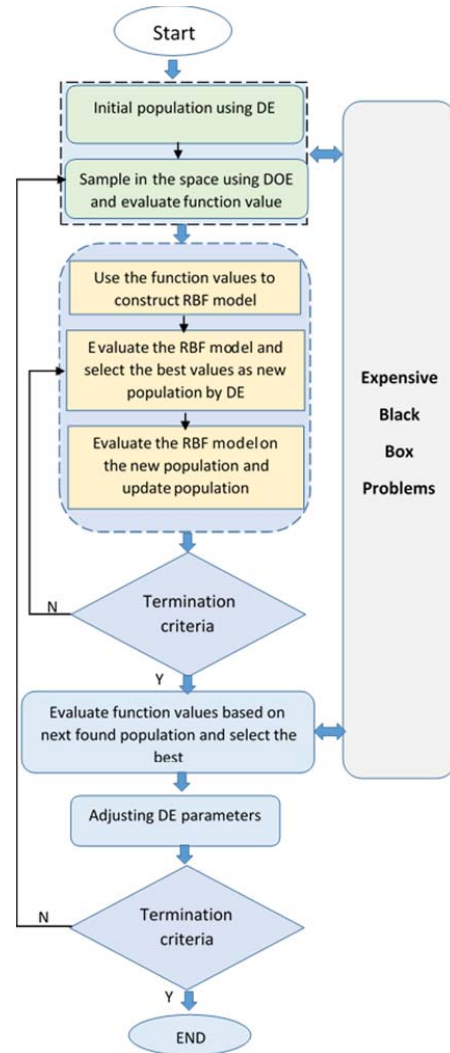 Start
Initial population using DE
Sample in the space using DOE
and evaluate function value
Use the function values to
construct RBF model
Evaluate the RBF model and
select the best values as new
population by DE
Evaluate the RBF model on
the new population and
update population
Expensive
Black
Box
Problems
Termination
criteria
N
Y
Evaluate function values based on
next found population and select the
best
Adjusting DE parameters
Termination
criteria
N
Y
END